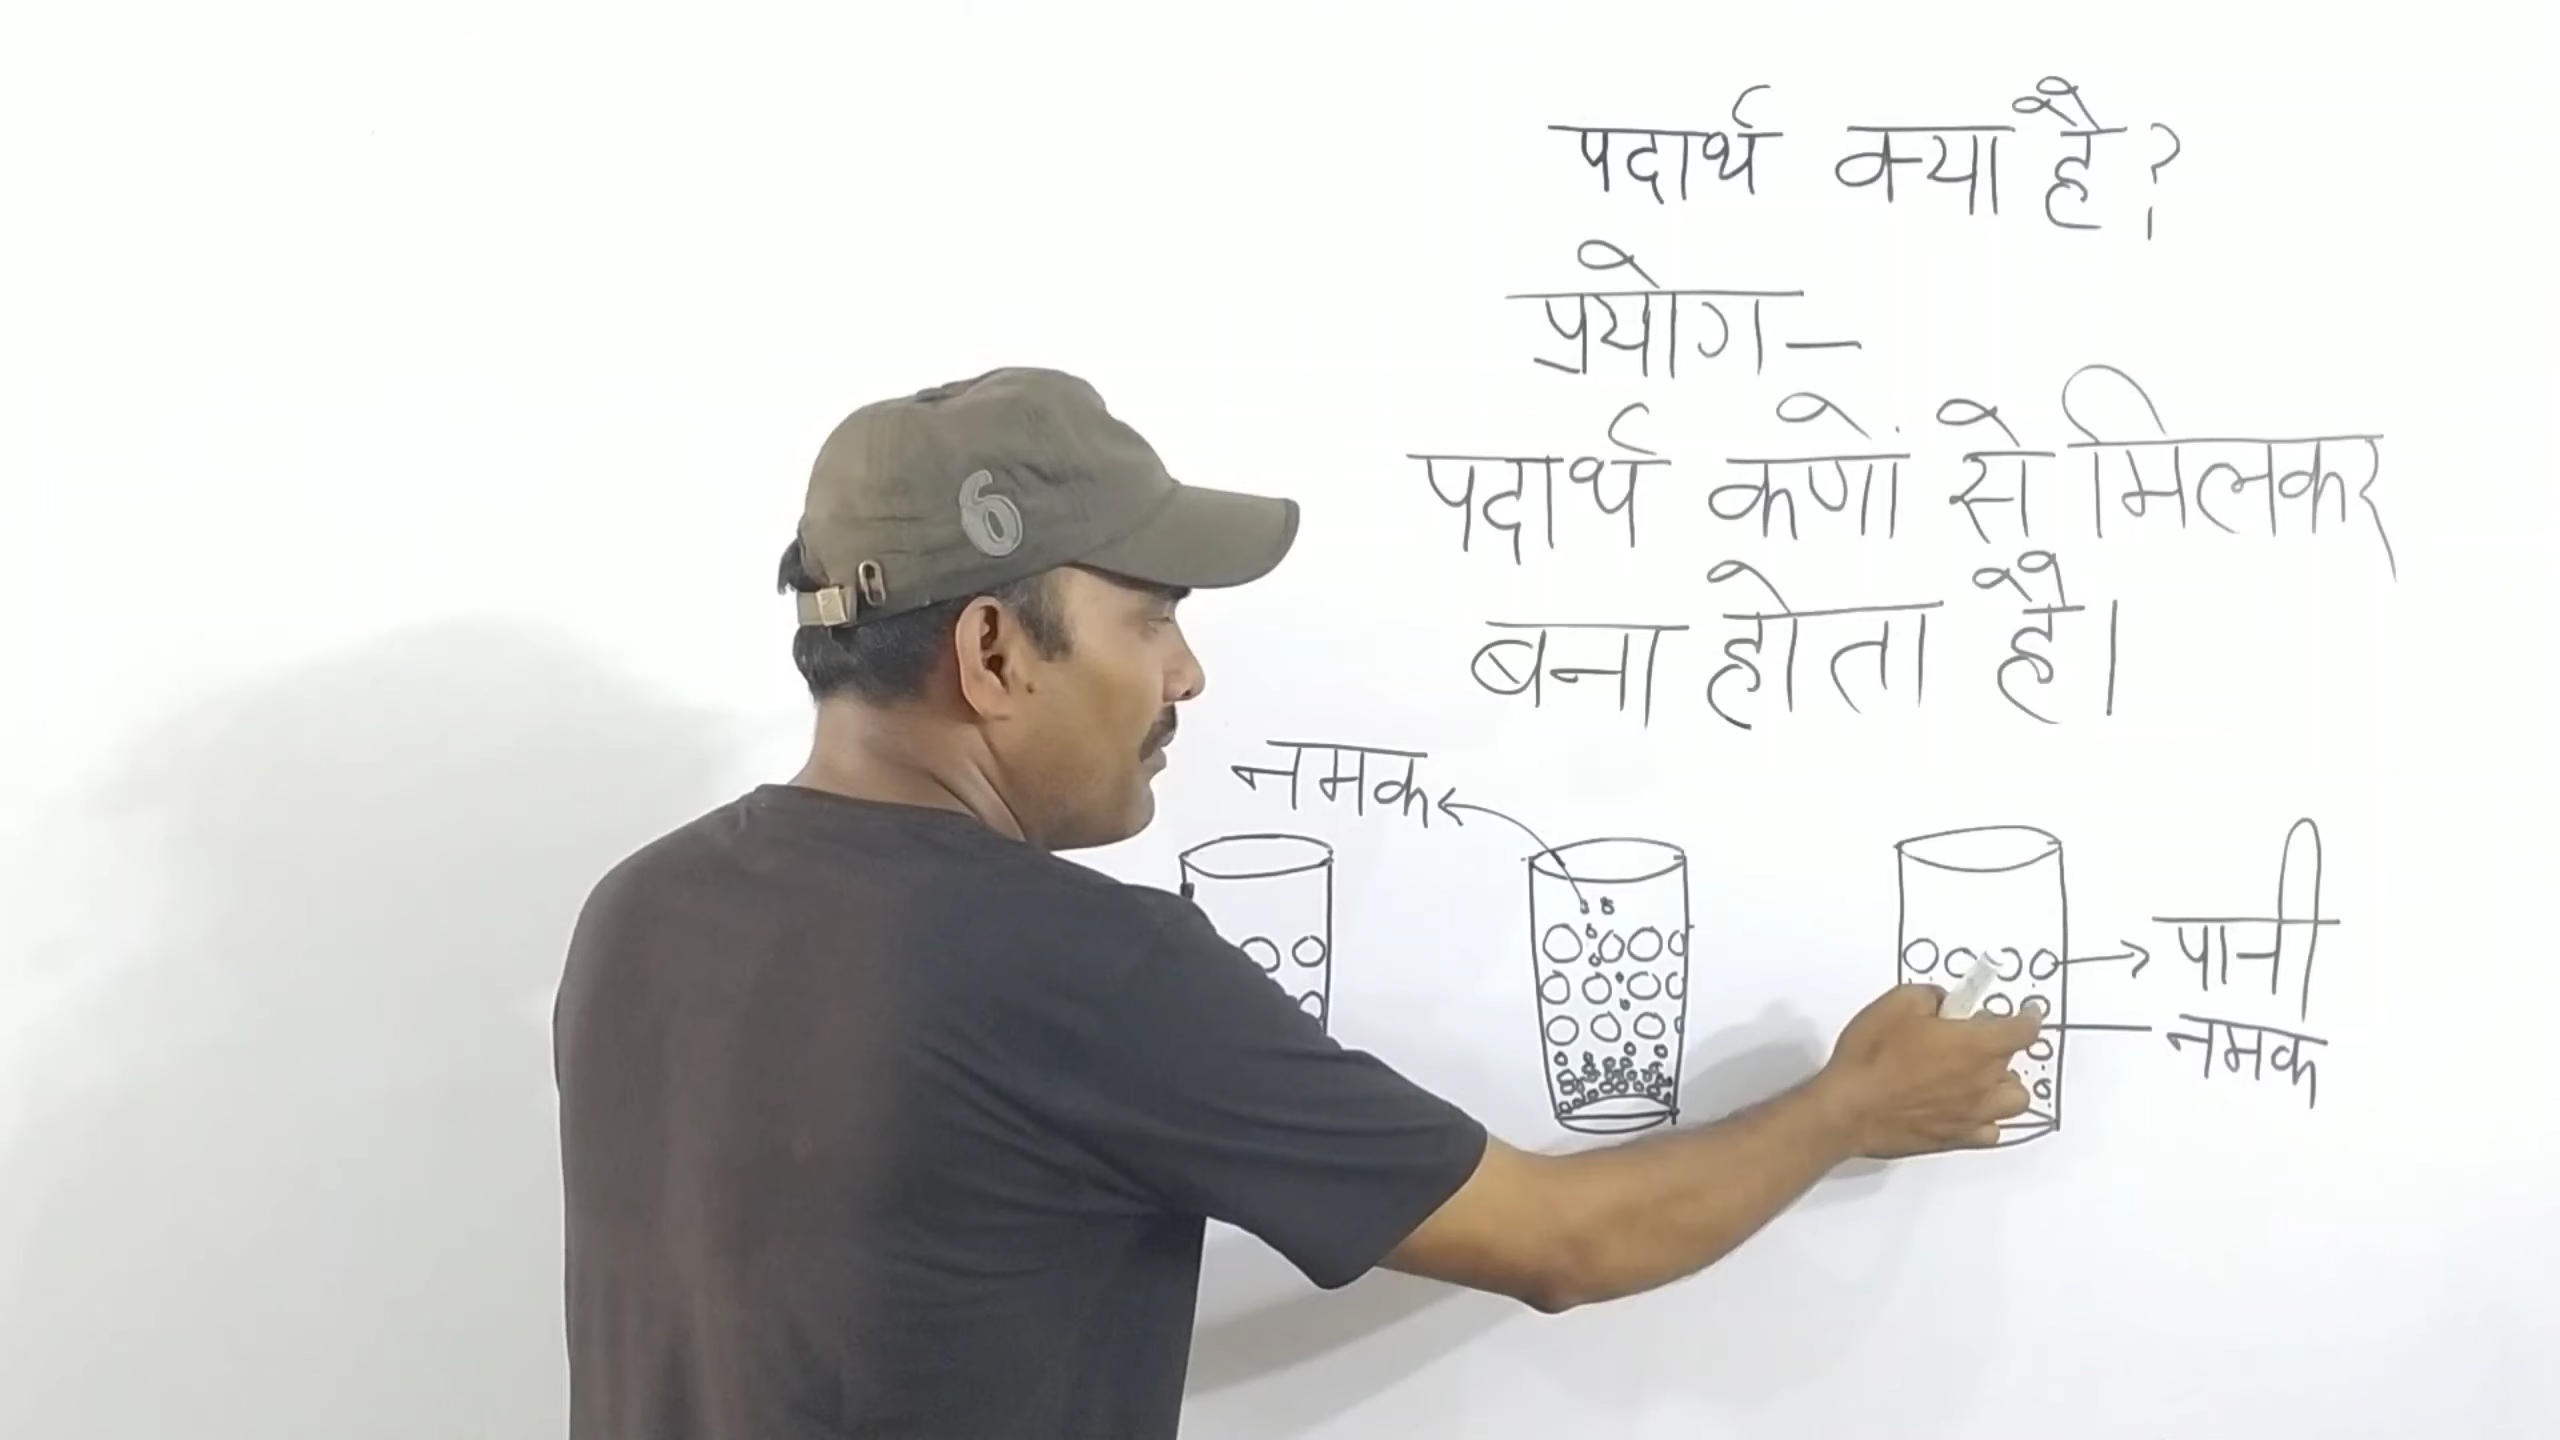 पदार्थ क्या है?
प्रयोग-
पदार्थ कणों से मिलकर
बना होता है।
नमक
पानी
नमक
6